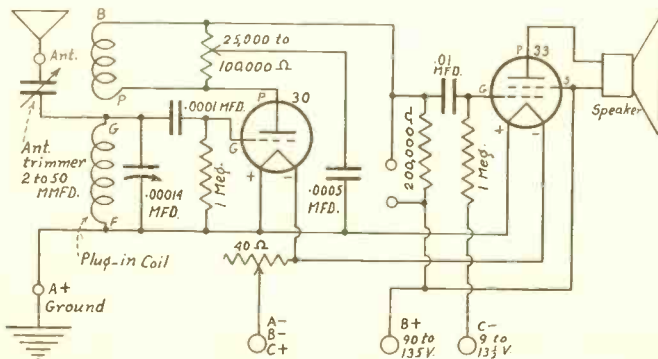 B
25,000 to
100,000 Ω
Ant.
P
.0001 MFD.
P
30
.01
MFD.
P
33
G
S
Speaker
A
G
G
Ant.
trimmer
2 to 50
MMFD.
.00014
MFD.
1 Meg.
+
-
.0005
MFD.
200,000 Ω
1 Meg.
+
-
F
Plug-in Coil
40 Ω
A+
Ground
A-
B-
C+
B+
90 to
135 V.
C-
9 to
13½ V.